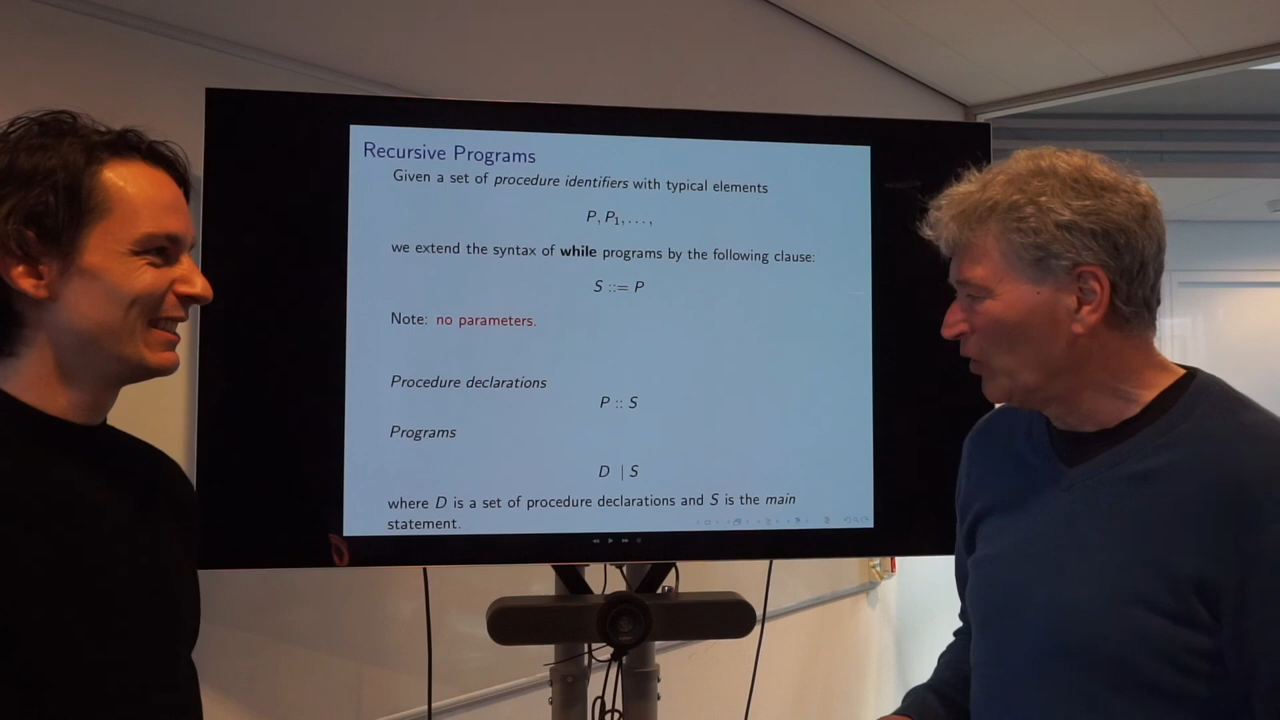 Recursive Programs
Given a set of procedure identifiers with typical elements
P, P₁, . . . ,
we extend the syntax of while programs by the following clause:
S ::= P
Note: no parameters.
Procedure declarations
P :: S
Programs
D | S
where D is a set of procedure declarations and S is the main
statement.